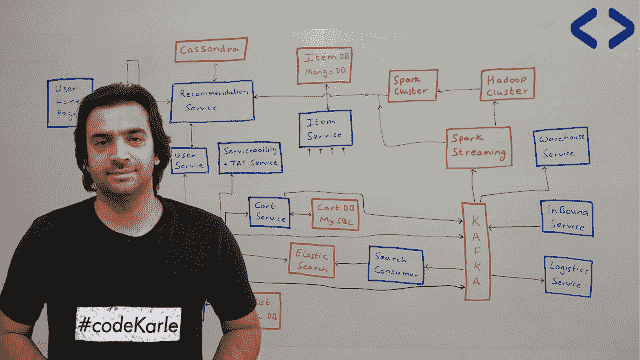 Cassandra
User
Home
Page
Recommendation
Service
Item DB
MongoDB
Spark
Cluster
Hadoop
Cluster
User
Service
Serviceability
+ TAT Service
Item
Service
Spark
Streaming
Warehouse
Service
Cart
Service
Cart DB
MySQL
KAFKA
InBound
Service
Elastic
Search
Search
Consumer
Logistics
Service
DB
#codeKarle